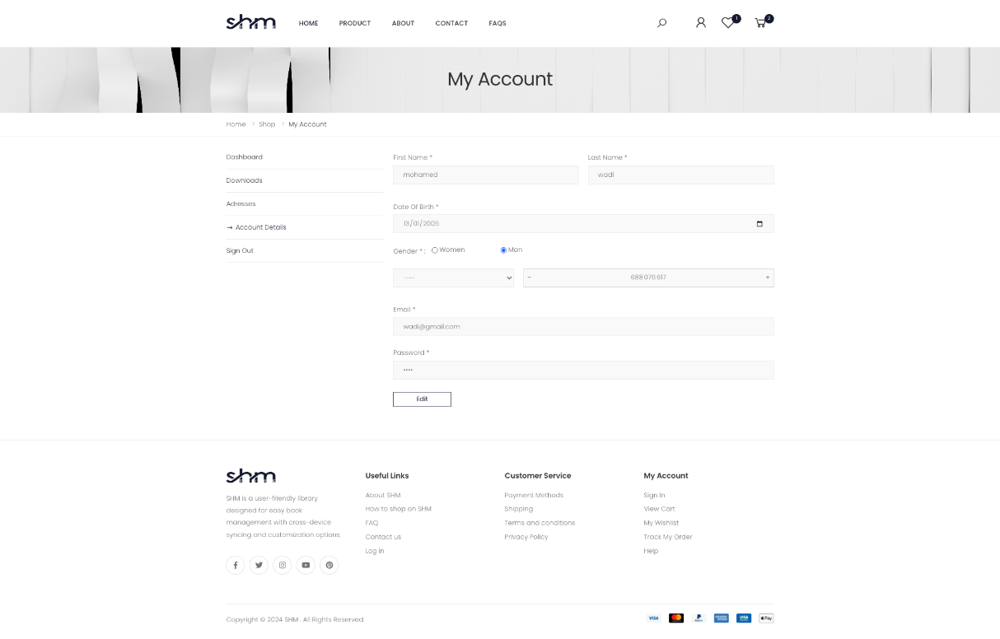 shm
HOME PRODUCT ABOUT CONTACT FAQS
1 2
My Account
Home > Shop > My Account
Dashboard
Downloads
Adresses
→ Account Details
Sign Out
First Name * Last Name *
mohamed wadi
Date Of Birth *
13/01/2005
Gender * : Women Man
--- − 688076617 +
Email *
wadi@gmail.com
Password *
••••
Edit
shm
SHM is a user-friendly library
designed for easy book
management with cross-device
syncing and customization options.
Useful Links
About SHM
How to shop on SHM
FAQ
Contact us
Log in
Customer Service
Payment Methods
Shipping
Terms and conditions
Privacy Policy
My Account
Sign In
View Cart
My Wishlist
Track My Order
Help
Copyright © 2024 SHM . All Rights Reserved.
VISA PayPal VISA Pay